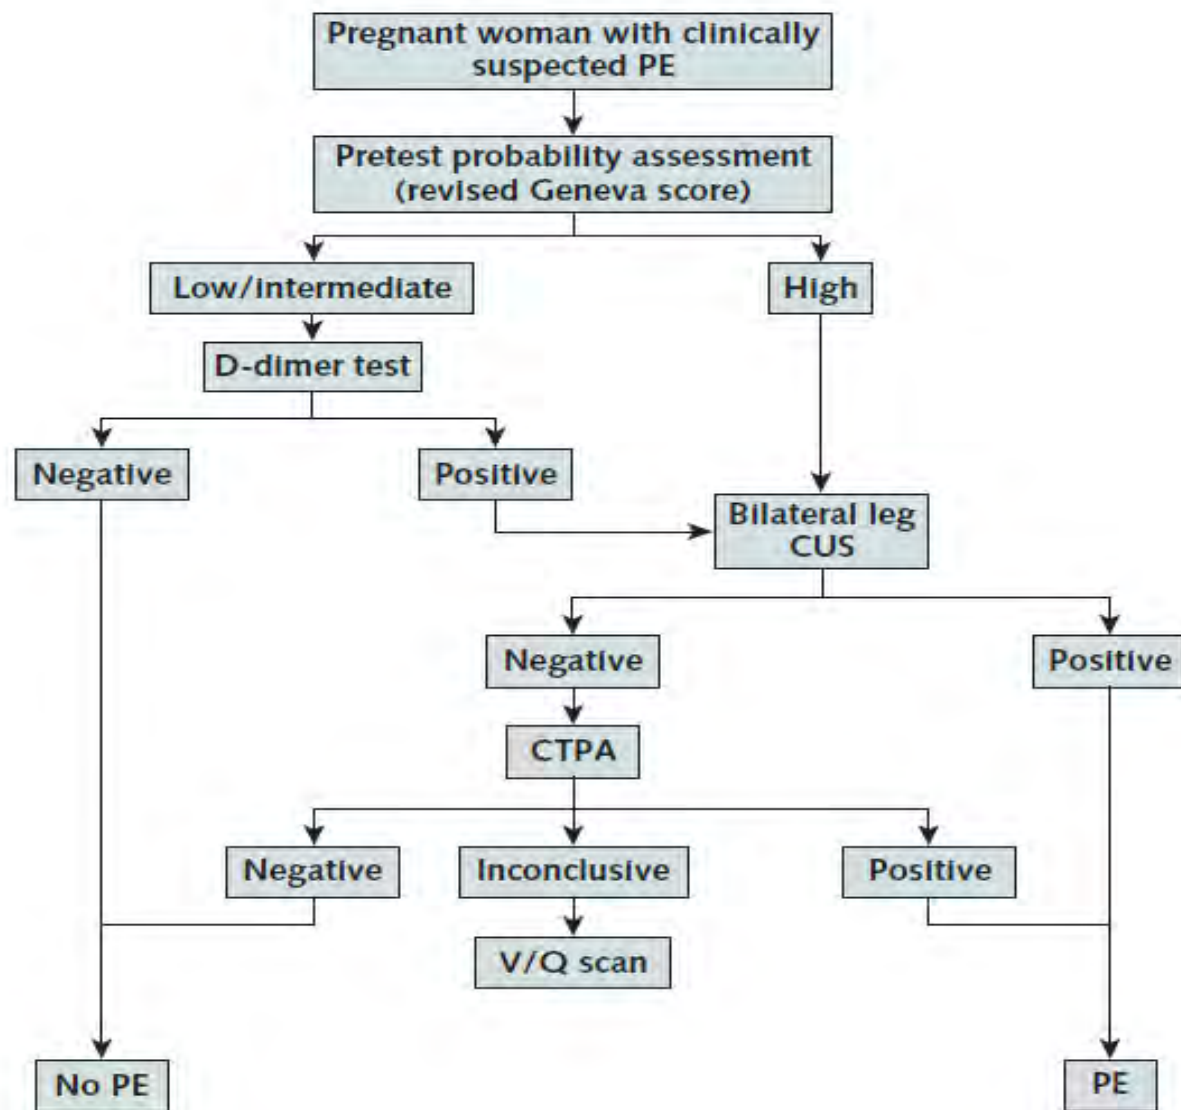 Pregnant woman with clinically
suspected PE
Pretest probability assessment
(revised Geneva score)
Low/intermediate
High
D-dimer test
Negative
Positive
Bilateral leg
CUS
Negative
Positive
CTPA
Negative
Inconclusive
Positive
V/Q scan
No PE
PE